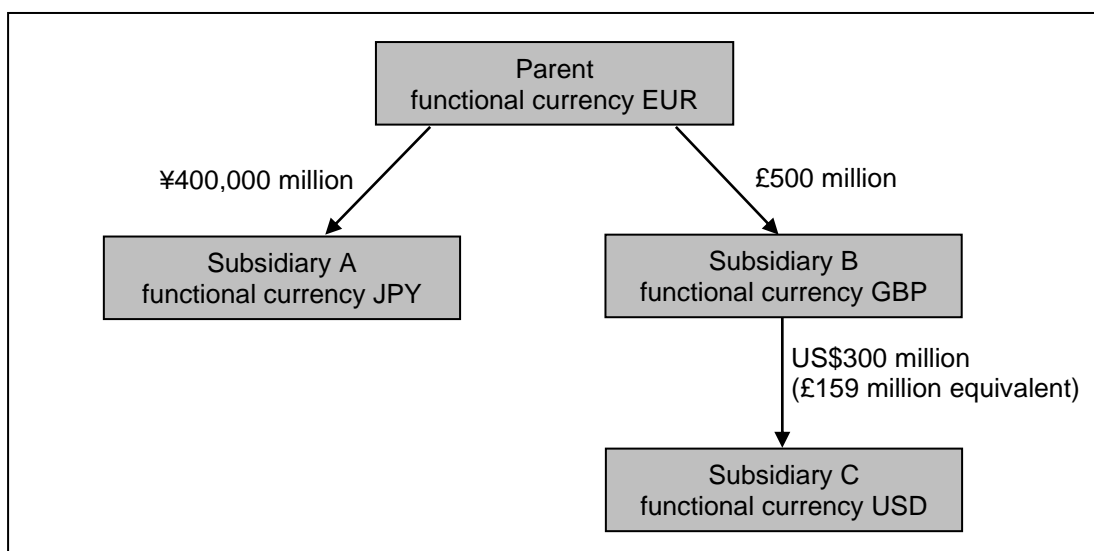 Parent
functional currency EUR
¥400,000 million
£500 million
Subsidiary A
functional currency JPY
Subsidiary B
functional currency GBP
US$300 million
(£159 million equivalent)
Subsidiary C
functional currency USD